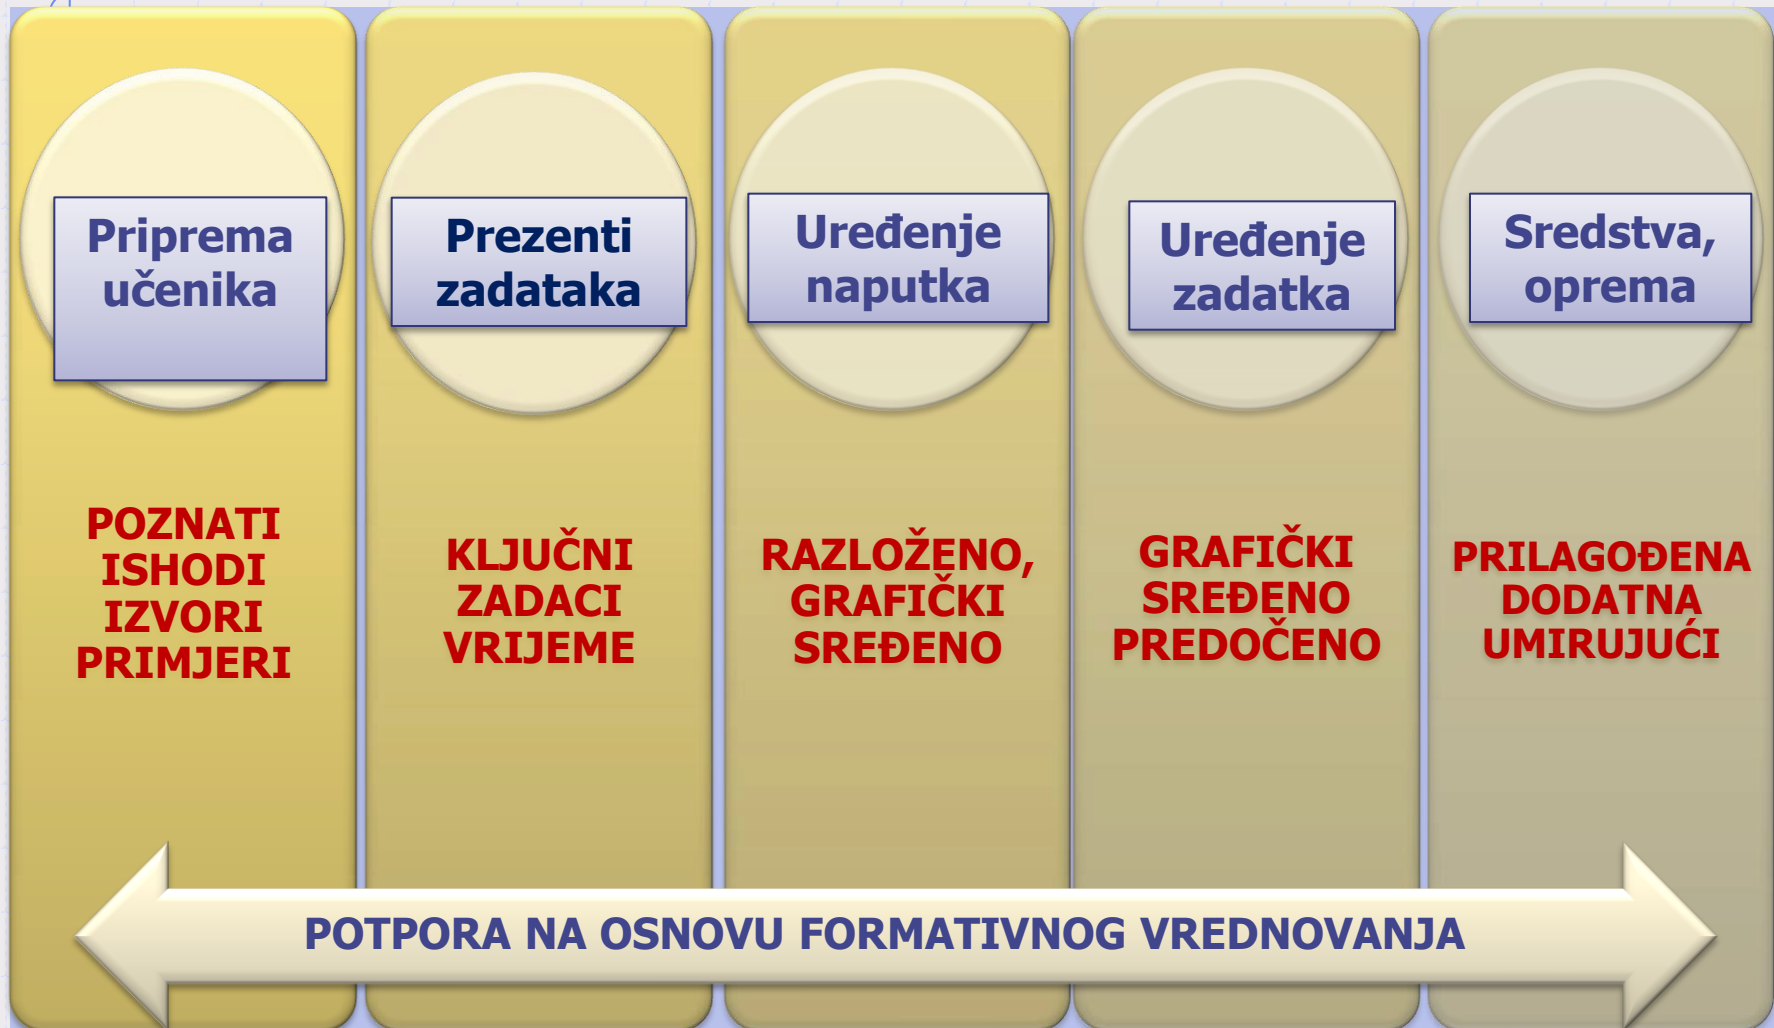 Priprema
učenika
Prezenti
zadataka
Uređenje
naputka
Uređenje
zadatka
Sredstva,
oprema
POZNATI
ISHODI
IZVORI
PRIMJERI
KLJUČNI
ZADACI
VRIJEME
RAZLOŽENO,
GRAFIČKI
SREĐENO
GRAFIČKI
SREĐENO
PREDOČENO
PRILAGOĐENA
DODATNA
UMIRUJUĆI
POTPORA NA OSNOVU FORMATIVNOG VREDNOVANJA